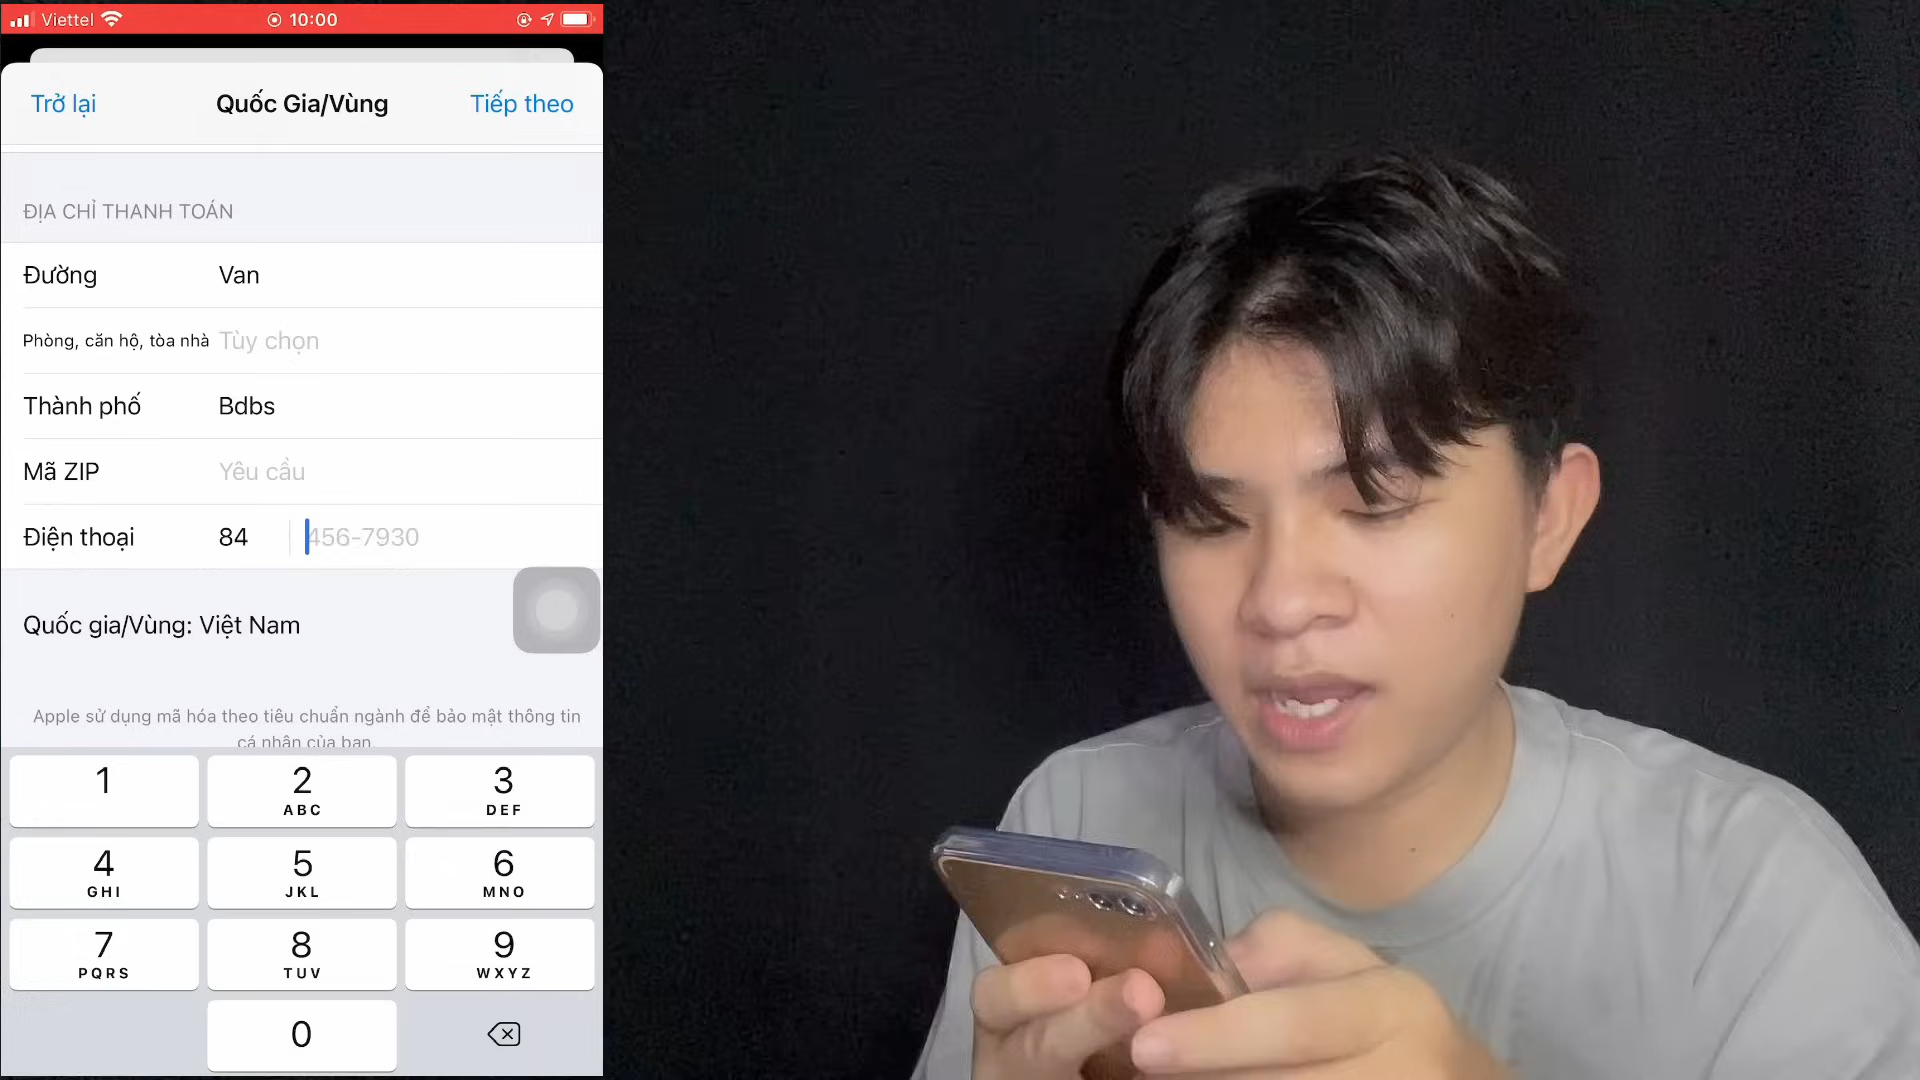 Viettel 10:00
Trở lại Quốc Gia/Vùng Tiếp theo
ĐỊA CHỈ THANH TOÁN
Đường Van
Phòng, căn hộ, tòa nhà Tùy chọn
Thành phố Bdbs
Mã ZIP Yêu cầu
Điện thoại 84 456-7930
Quốc gia/Vùng: Việt Nam
Apple sử dụng mã hóa theo tiêu chuẩn ngành để bảo mật thông tin
cá nhân của bạn.
1 2 3
ABC DEF
4 5 6
GHI JKL MNO
7 8 9
PQRS TUV WXYZ
0